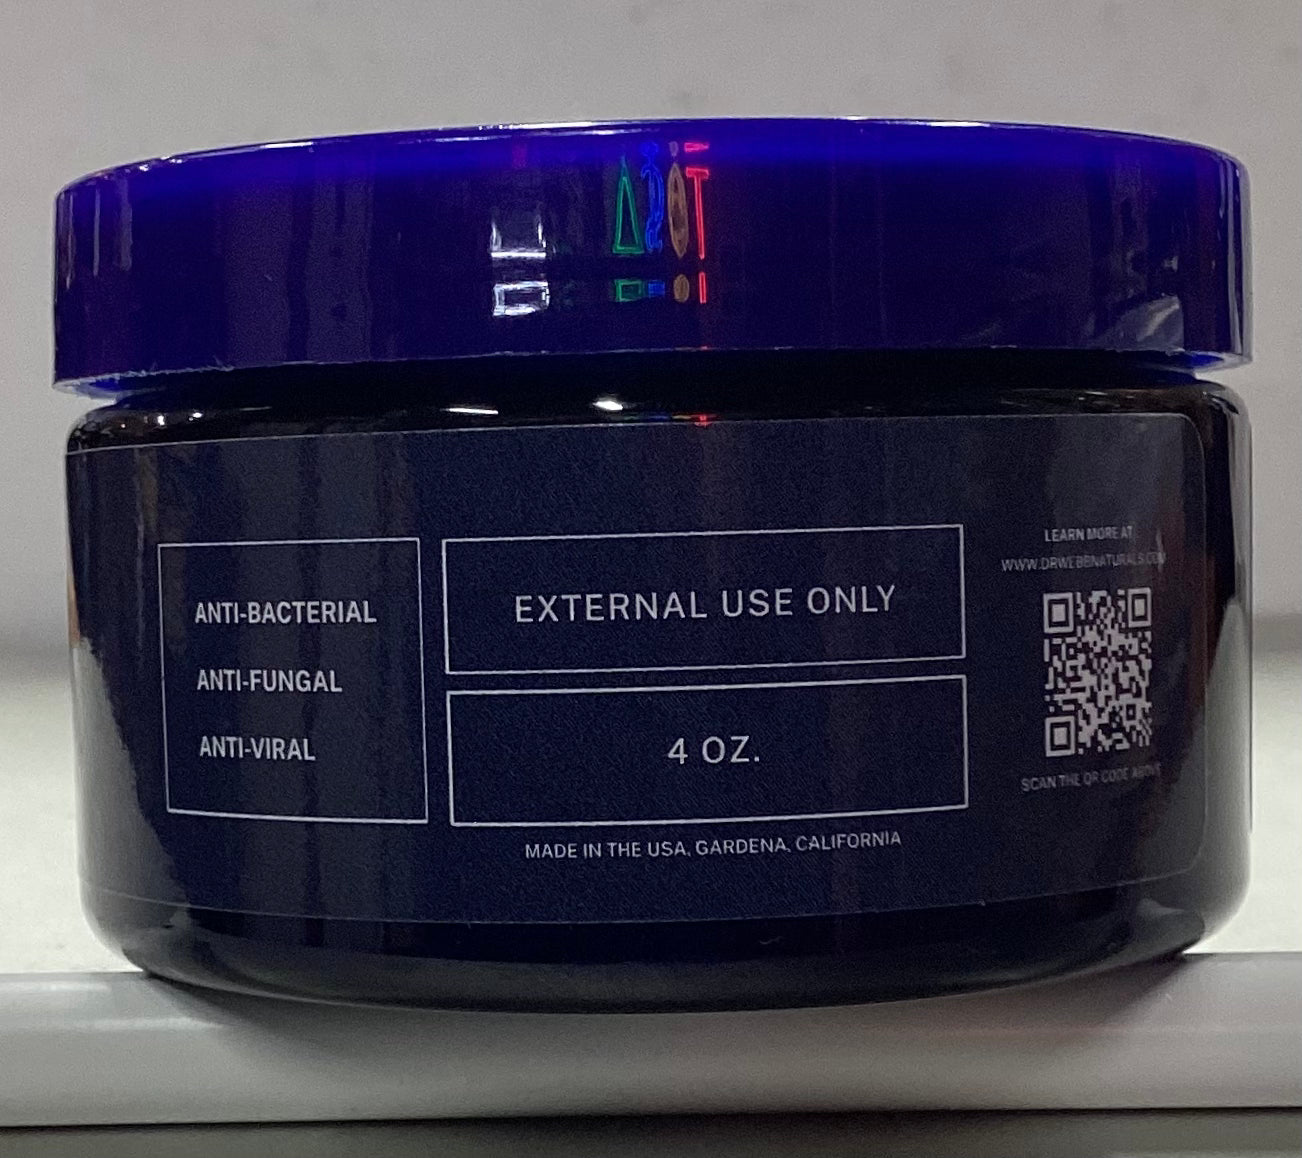 ANTI-BACTERIAL
ANTI-FUNGAL
ANTI-VIRAL
EXTERNAL USE ONLY
4 OZ.
MADE IN THE USA, GARDENA, CALIFORNIA
LEARN MORE AT
WWW.DRWEBBNATURALS.COM
SCAN THE QR CODE ABOVE